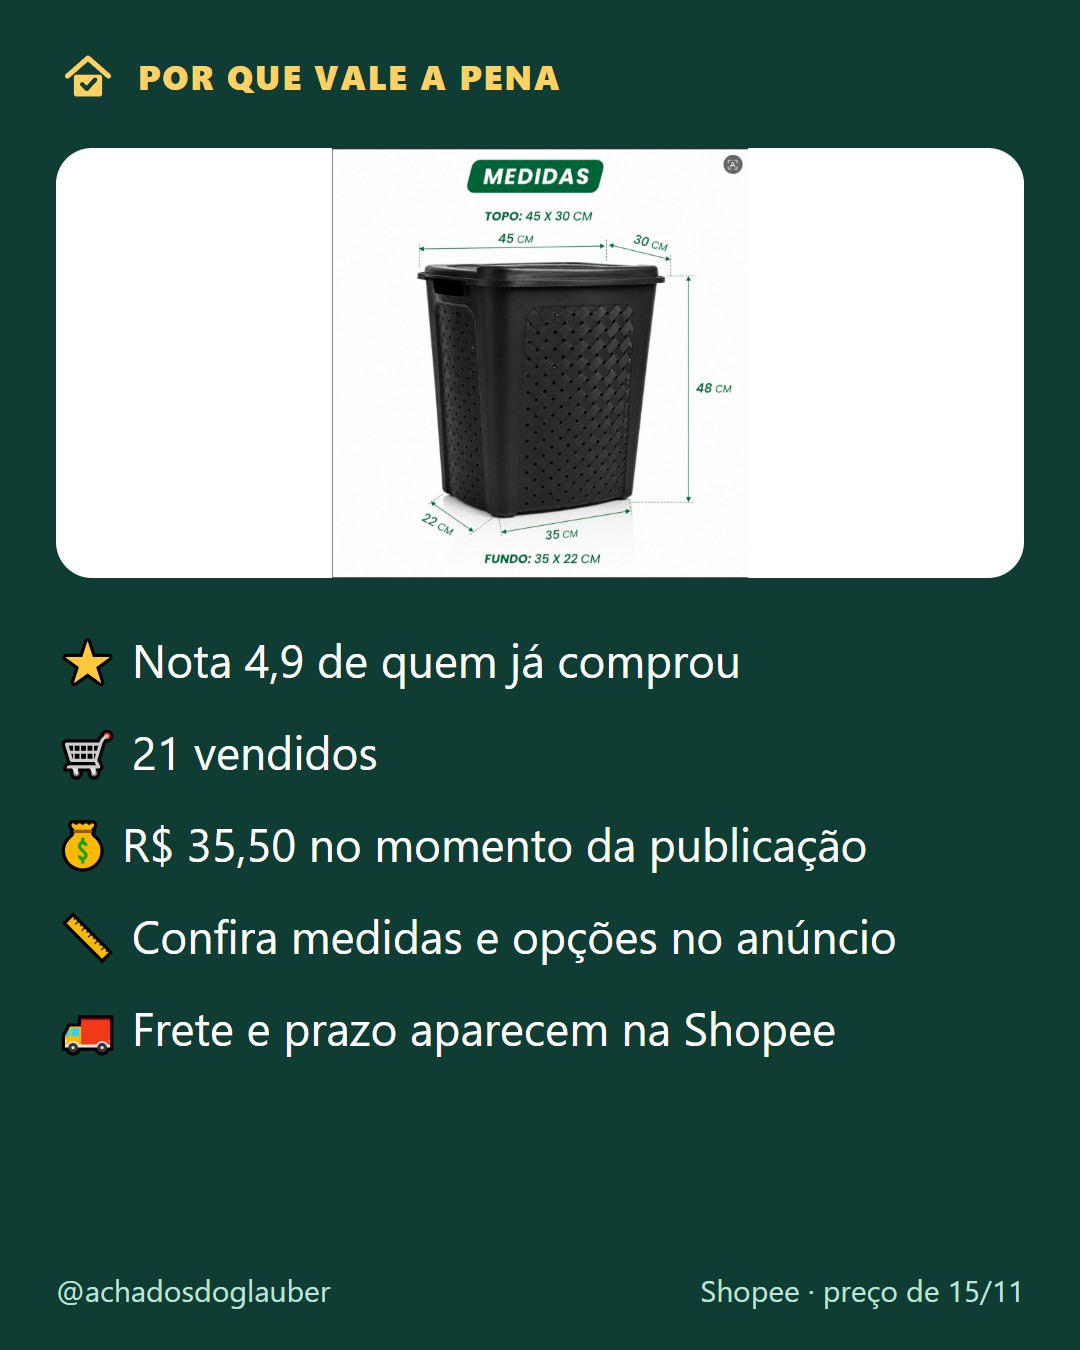 POR QUE VALE A PENA
MEDIDAS
TOPO: 45 X 30 CM
45 CM
30 CM
48 CM
22 CM
35 CM
FUNDO: 35 X 22 CM
Nota 4,9 de quem já comprou
21 vendidos
R$ 35,50 no momento da publicação
Confira medidas e opções no anúncio
Frete e prazo aparecem na Shopee
@achadosdoglauber
Shopee · preço de 15/11